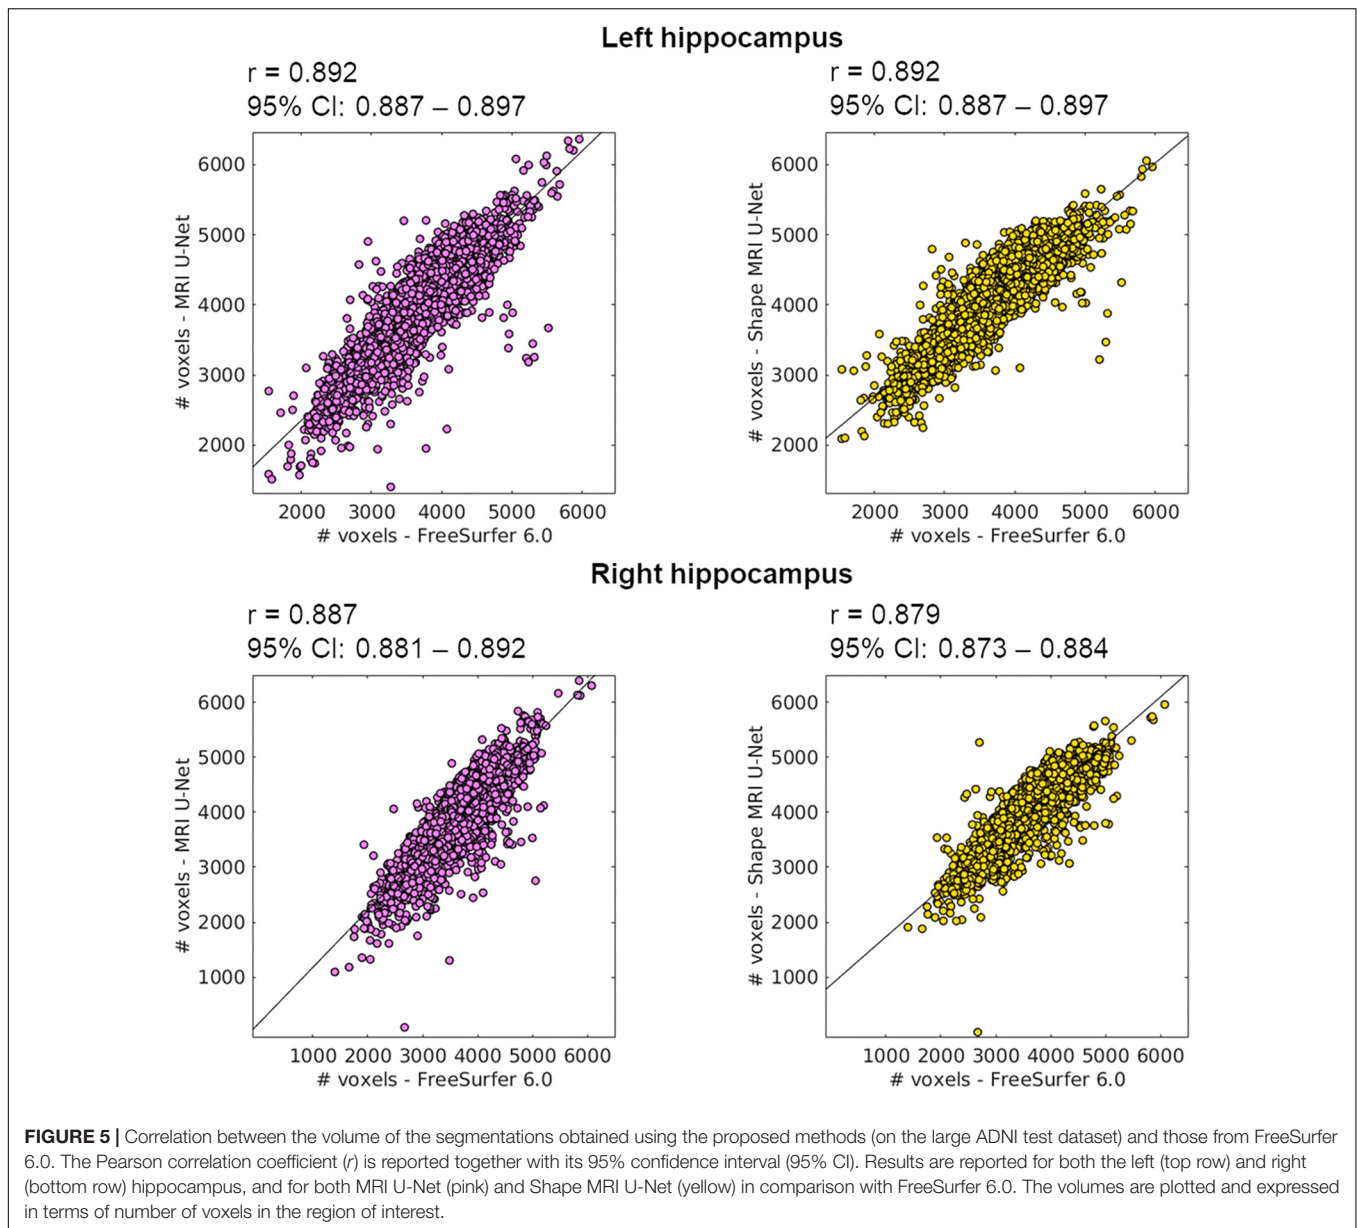 Left hippocampus
r = 0.892
95% CI: 0.887 – 0.897
r = 0.892
95% CI: 0.887 – 0.897
# voxels - MRI U-Net
6000
5000
4000
3000
2000
2000 3000 4000 5000 6000
# voxels - FreeSurfer 6.0
# voxels - Shape MRI U-Net
6000
5000
4000
3000
2000
2000 3000 4000 5000 6000
# voxels - FreeSurfer 6.0
Right hippocampus
r = 0.887
95% CI: 0.881 – 0.892
r = 0.879
95% CI: 0.873 – 0.884
# voxels - MRI U-Net
6000
5000
4000
3000
2000
1000
1000 2000 3000 4000 5000 6000
# voxels - FreeSurfer 6.0
# voxels - Shape MRI U-Net
6000
5000
4000
3000
2000
1000
1000 2000 3000 4000 5000 6000
# voxels - FreeSurfer 6.0
FIGURE 5 | Correlation between the volume of the segmentations obtained using the proposed methods (on the large ADNI test dataset) and those from FreeSurfer
6.0. The Pearson correlation coefficient (r) is reported together with its 95% confidence interval (95% CI). Results are reported for both the left (top row) and right
(bottom row) hippocampus, and for both MRI U-Net (pink) and Shape MRI U-Net (yellow) in comparison with FreeSurfer 6.0. The volumes are plotted and expressed
in terms of number of voxels in the region of interest.